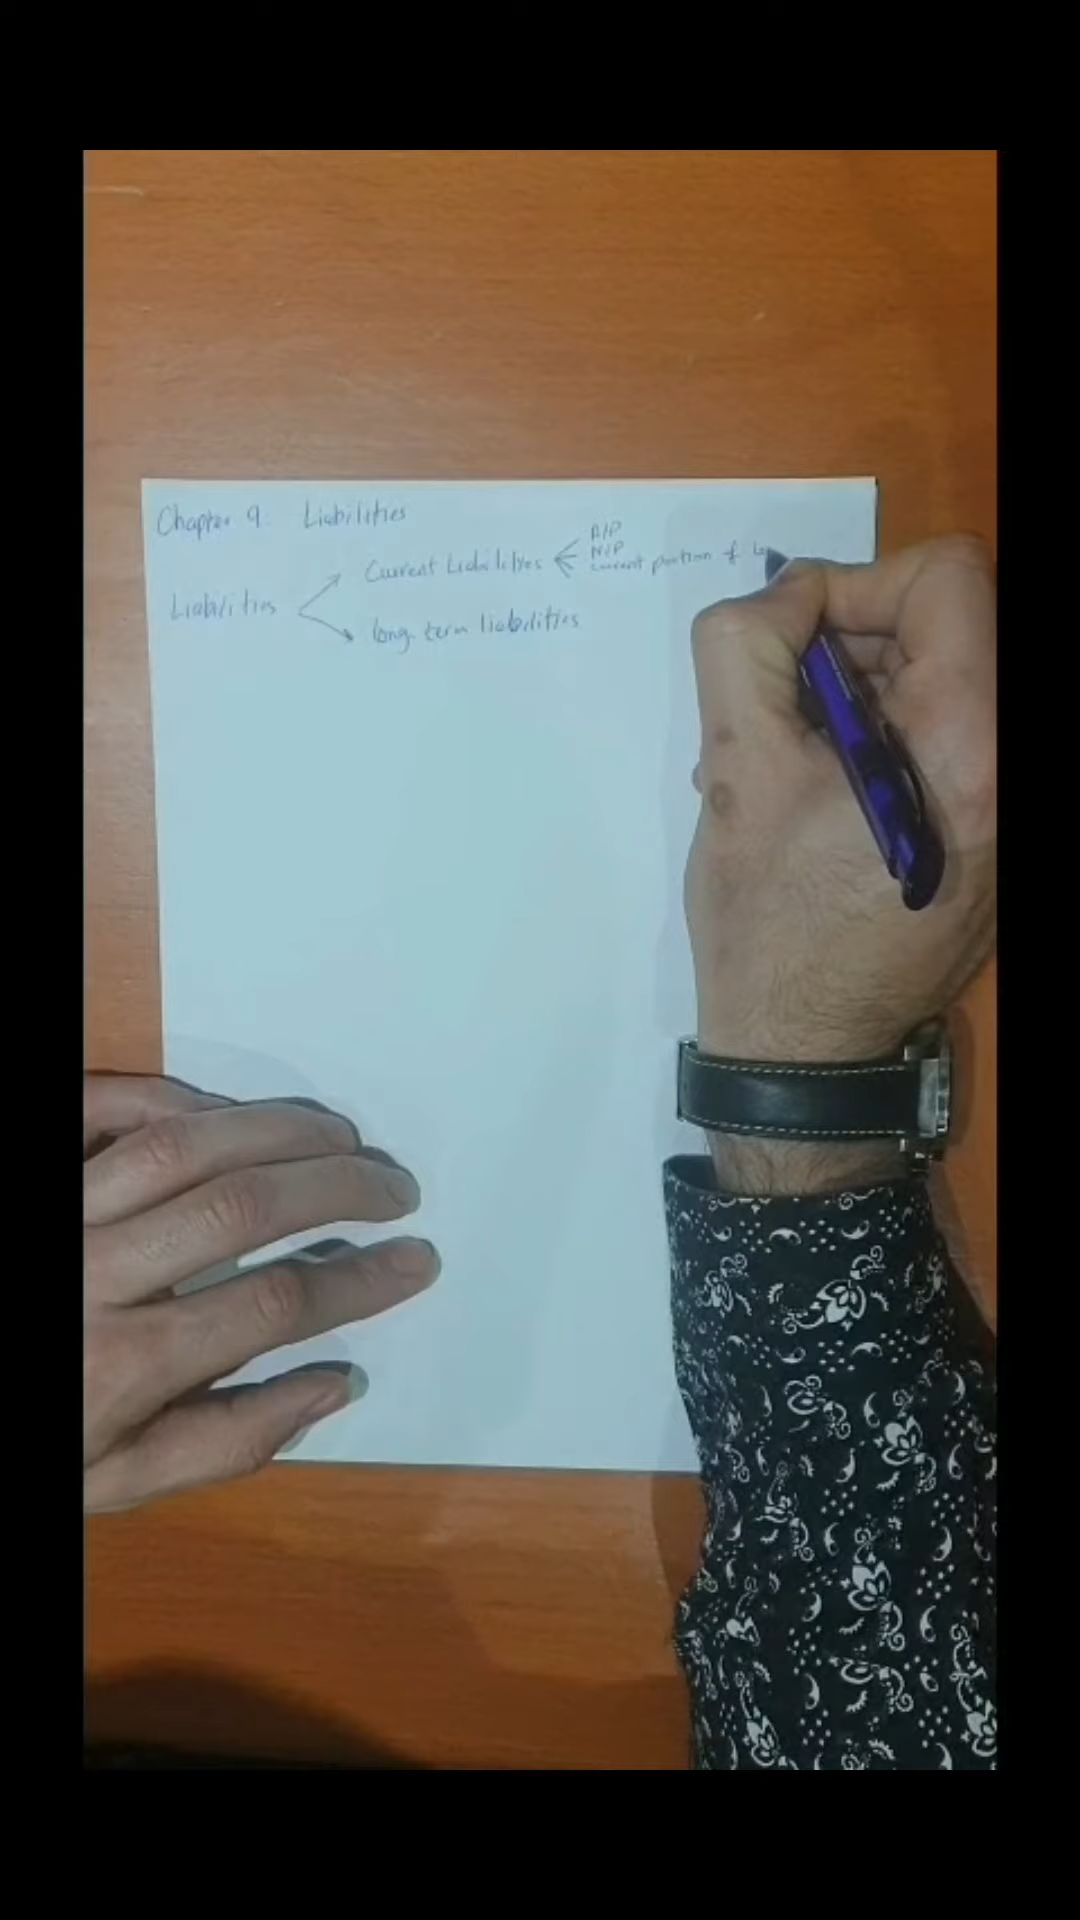 Chapter 9: Liabilities
A/P
Current Liabilities N/P
current portion of
Liabilities
long-term liabilities